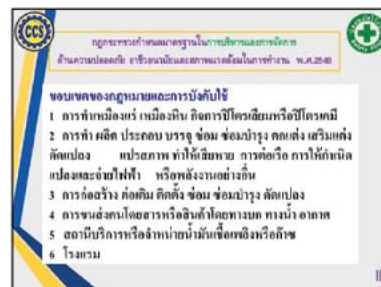 CCS
กฎกระทรวงกำหนดมาตรฐานในการบริหารและการจัดการ
ด้านความปลอดภัย อาชีวอนามัยและสภาพแวดล้อมในการทำงาน พ.ศ.2549
ขอบเขตของกฎหมายและการบังคับใช้
1 การทำเหมืองแร่ เหมืองหิน กิจการปิโตรเลียมหรือปิโตรเคมี
2 การทำ ผลิต ประกอบ บรรจุ ซ่อม ซ่อมบำรุง ตกแต่ง เสริมแต่ง
ดัดแปลง แปรสภาพ ทำให้เสียหาย การต่อเรือ การให้กำเนิด
แปลงและจ่ายไฟฟ้า หรือพลังงานอย่างอื่น
3 การก่อสร้าง ต่อเติม ติดตั้ง ซ่อม ซ่อมบำรุง ดัดแปลง
4 การขนส่งคนโดยสารหรือสินค้าโดยทางบก ทางน้ำ อากาศ
5 สถานีบริการหรือจำหน่ายน้ำมันเชื้อเพลิงหรือก๊าซ
6 โรงแรม